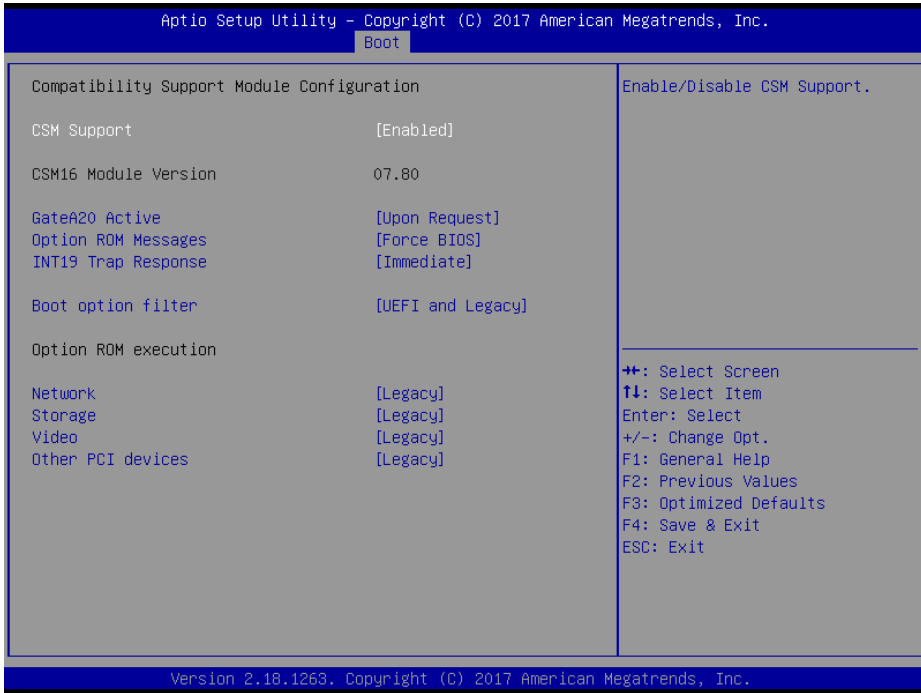 Aptio Setup Utility – Copyright (C) 2017 American Megatrends, Inc.
Boot
Compatibility Support Module Configuration
CSM Support [Enabled]
CSM16 Module Version 07.80
GateA20 Active [Upon Request]
Option ROM Messages [Force BIOS]
INT19 Trap Response [Immediate]
Boot option filter [UEFI and Legacy]
Option ROM execution
Network [Legacy]
Storage [Legacy]
Video [Legacy]
Other PCI devices [Legacy]
Enable/Disable CSM Support.
→←: Select Screen
↑↓: Select Item
Enter: Select
+/-: Change Opt.
F1: General Help
F2: Previous Values
F3: Optimized Defaults
F4: Save & Exit
ESC: Exit
Version 2.18.1263. Copyright (C) 2017 American Megatrends, Inc.